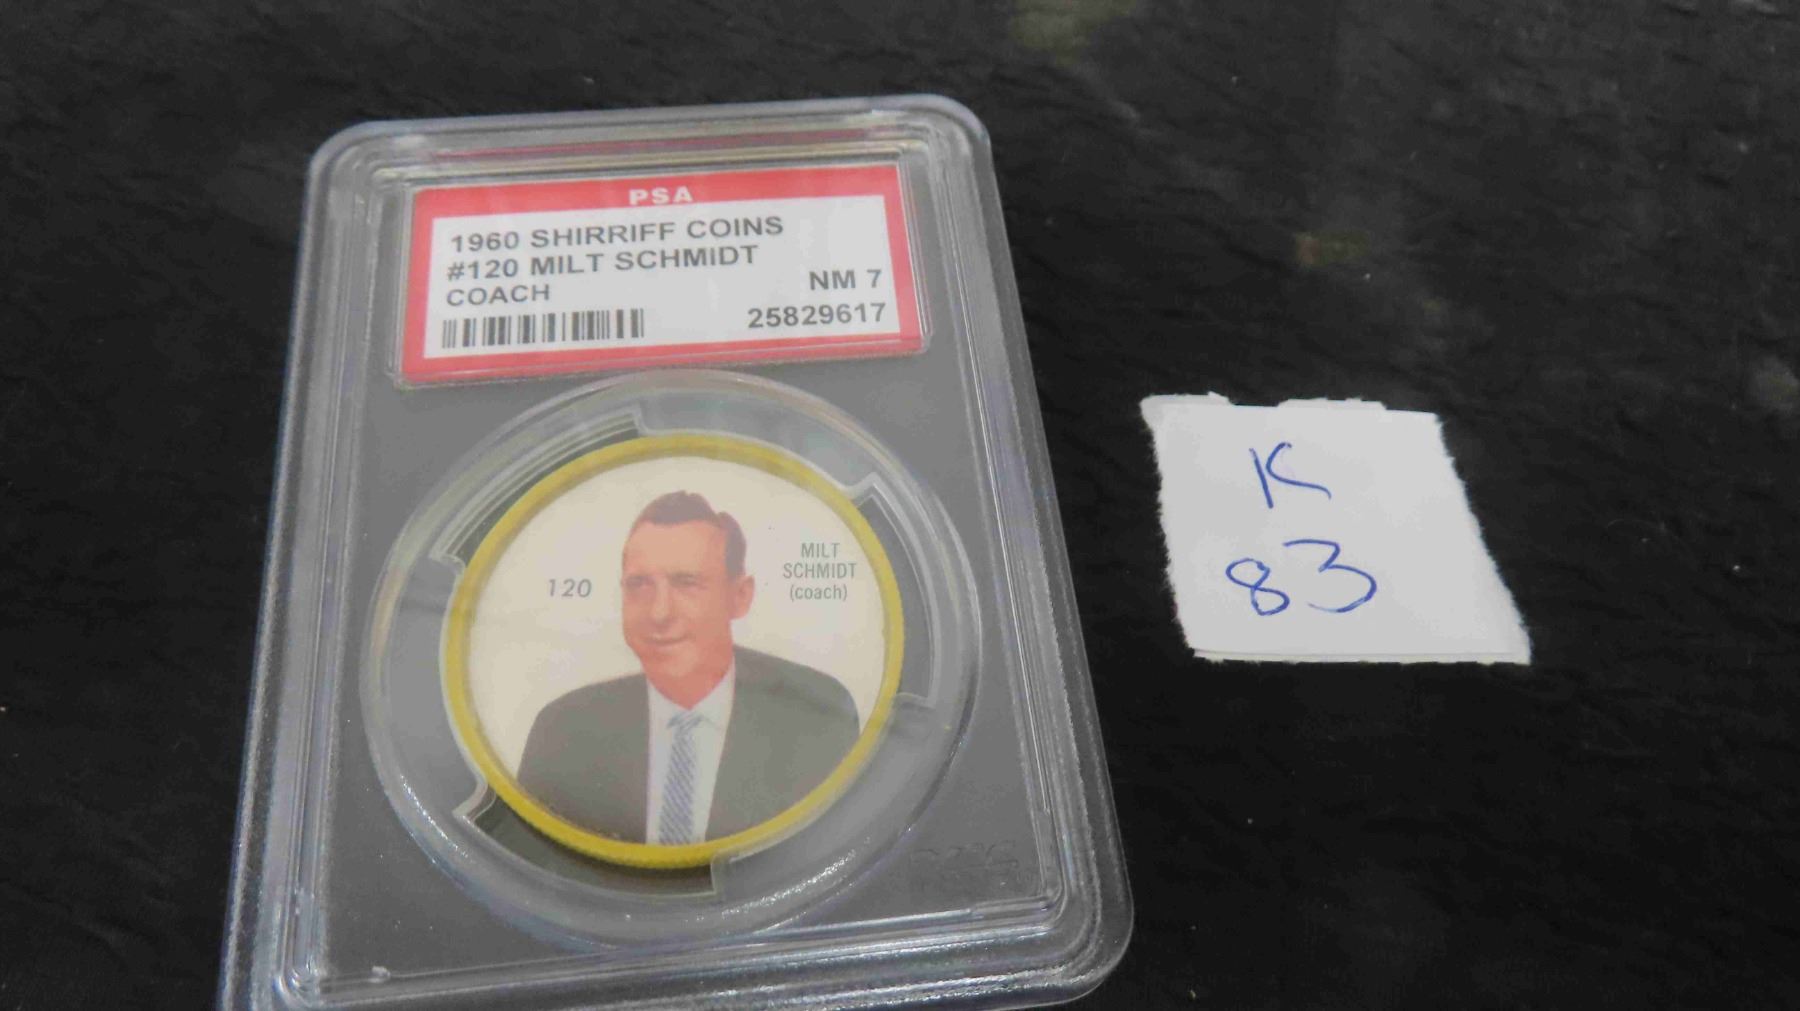 PSA
1960 SHIRRIFF COINS
#120 MILT SCHMIDT
COACH
NM 7
25829617
120
MILT
SCHMIDT
(coach)
K
83